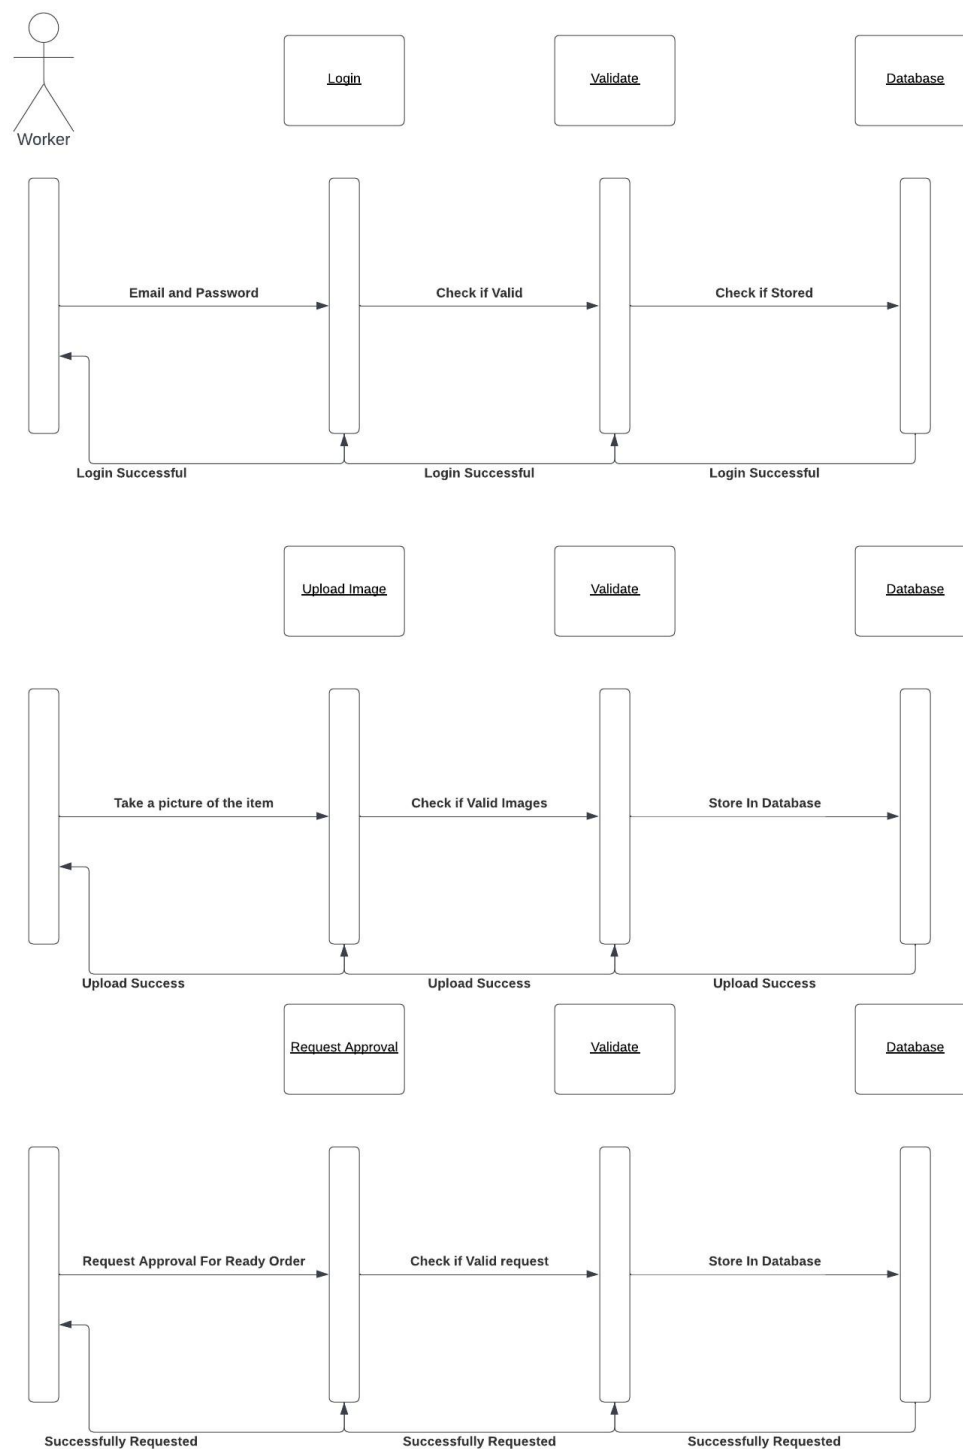 Login
Validate
Database
Worker
Email and Password
Check if Valid
Check if Stored
Login Successful
Login Successful
Login Successful
Upload Image
Validate
Database
Take a picture of the item
Check if Valid Images
Store In Database
Upload Success
Upload Success
Upload Success
Request Approval
Validate
Database
Request Approval For Ready Order
Check if Valid request
Store In Database
Successfully Requested
Successfully Requested
Successfully Requested